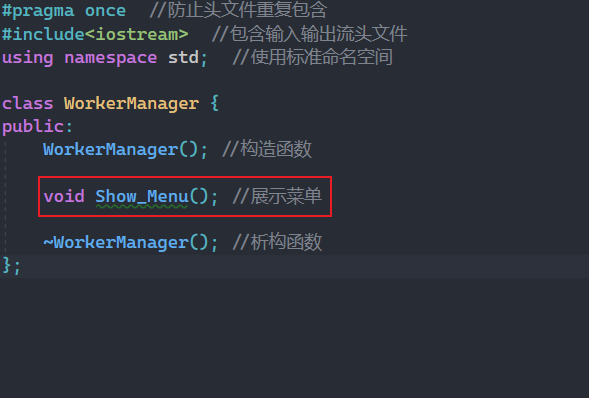 #pragma once  //防止头文件重复包含
#include<iostream>  //包含输入输出流头文件
using namespace std;  //使用标准命名空间
class WorkerManager {
public:
WorkerManager(); //构造函数
void Show_Menu(); //展示菜单
~WorkerManager(); //析构函数
};